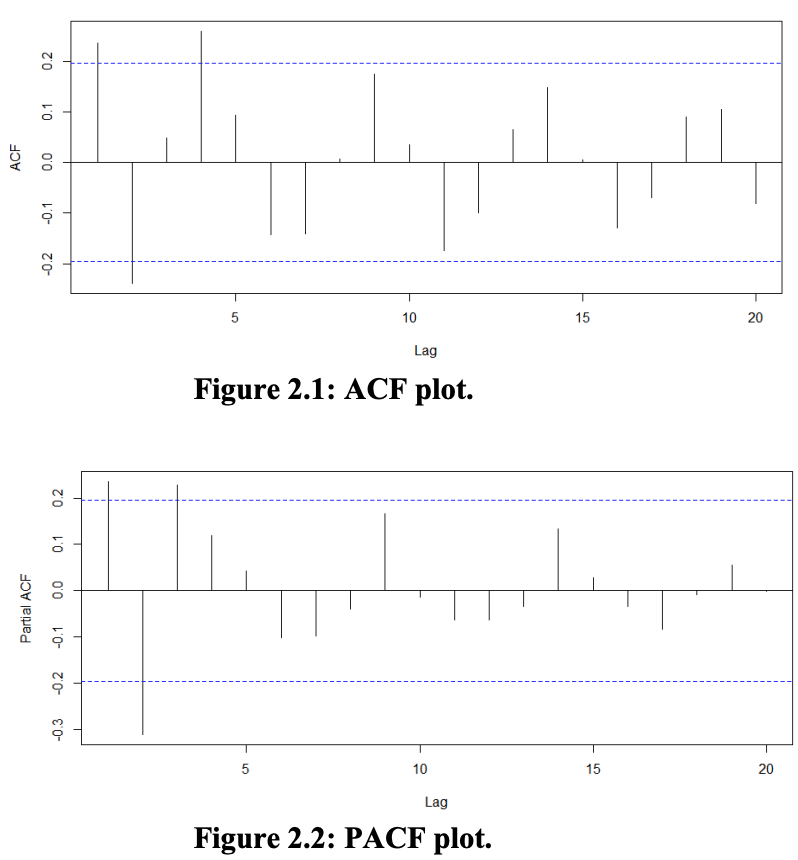 ACF
0.2
0.1
0.0
-0.1
-0.2
5 10 15 20
Lag
Figure 2.1: ACF plot.
Partial ACF
0.2
0.1
0.0
-0.1
-0.2
-0.3
5 10 15 20
Lag
Figure 2.2: PACF plot.